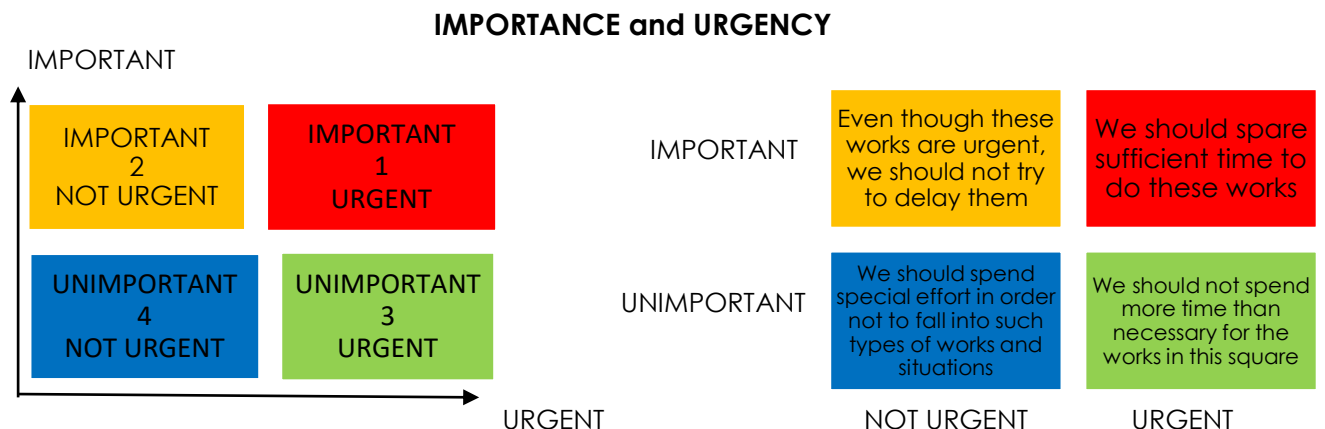 IMPORTANCE and URGENCY
IMPORTANT
IMPORTANT
2
NOT URGENT
IMPORTANT
1
URGENT
UNIMPORTANT
4
NOT URGENT
UNIMPORTANT
3
URGENT
URGENT
IMPORTANT
Even though these
works are urgent,
we should not try
to delay them
We should spare
sufficient time to
do these works
UNIMPORTANT
We should spend
special effort in order
not to fall into such
types of works and
situations
We should not spend
more time than
necessary for the
works in this square
NOT URGENT
URGENT